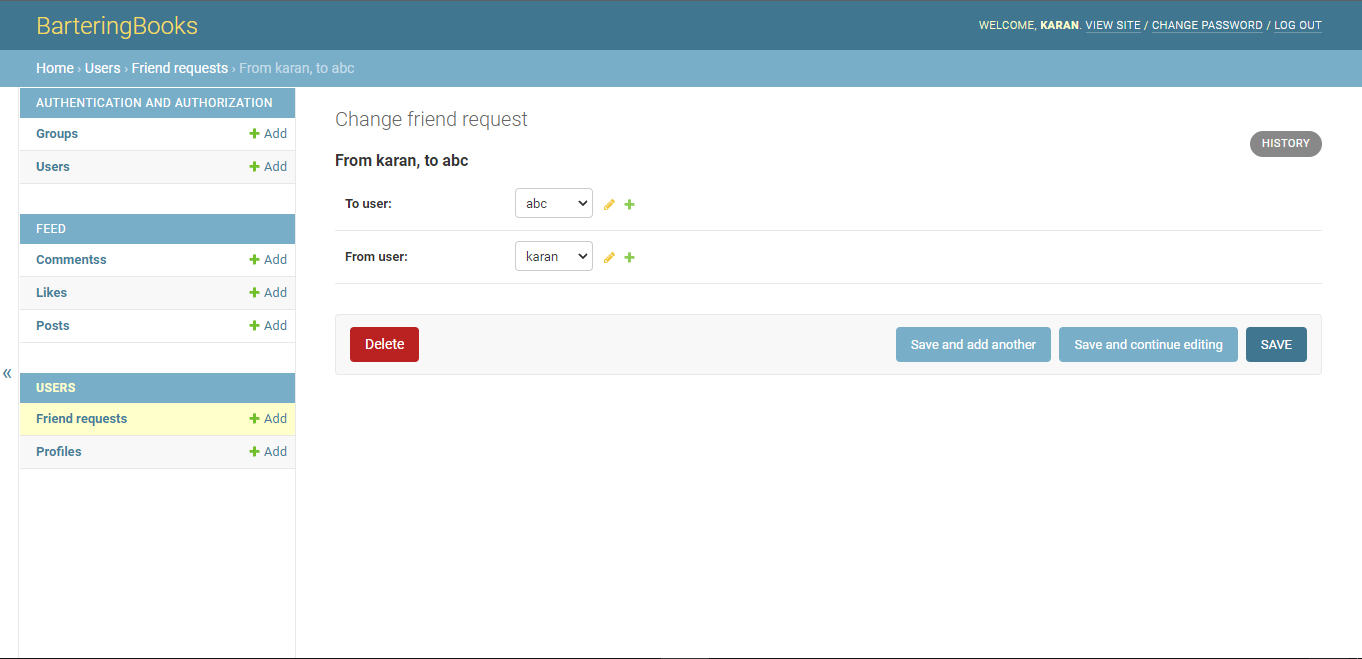 BarteringBooks
WELCOME, KARAN. VIEW SITE / CHANGE PASSWORD / LOG OUT
Home › Users › Friend requests › From karan, to abc
AUTHENTICATION AND AUTHORIZATION
Groups + Add
Users + Add
FEED
Commentss + Add
Likes + Add
Posts + Add
«
USERS
Friend requests + Add
Profiles + Add
Change friend request
HISTORY
From karan, to abc
To user: abc
From user: karan
Delete Save and add another Save and continue editing SAVE